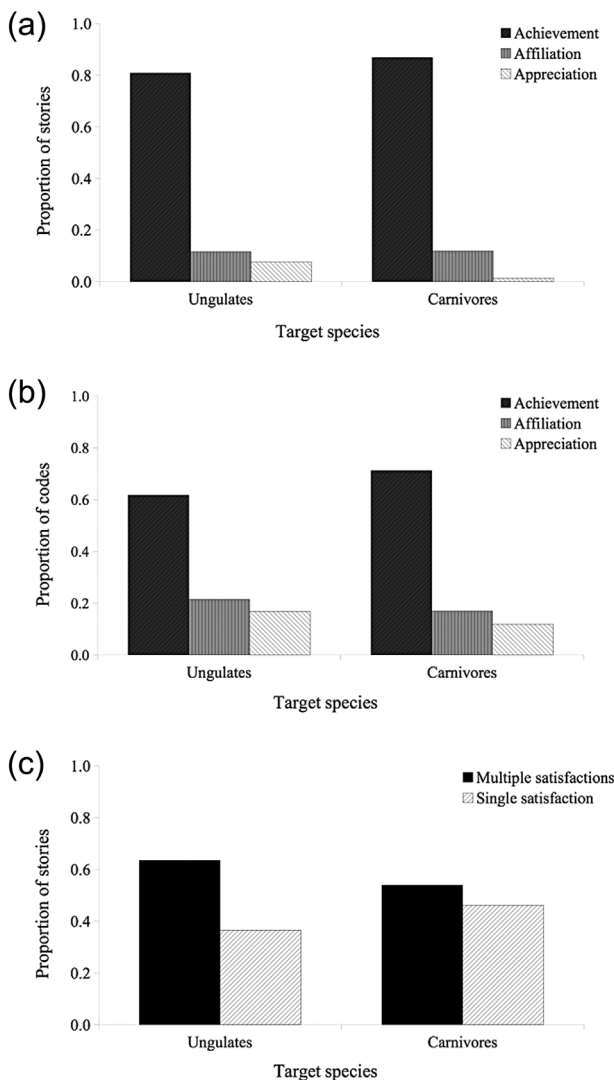 (a)
Achievement
Affiliation
Appreciation
Proportion of stories
1.0
0.8
0.6
0.4
0.2
0.0
Ungulates Carnivores
Target species
(b)
Achievement
Affiliation
Appreciation
Proportion of codes
1.0
0.8
0.6
0.4
0.2
0.0
Ungulates Carnivores
Target species
(c)
Multiple satisfactions
Single satisfaction
Proportion of stories
1.0
0.8
0.6
0.4
0.2
0.0
Ungulates Carnivores
Target species